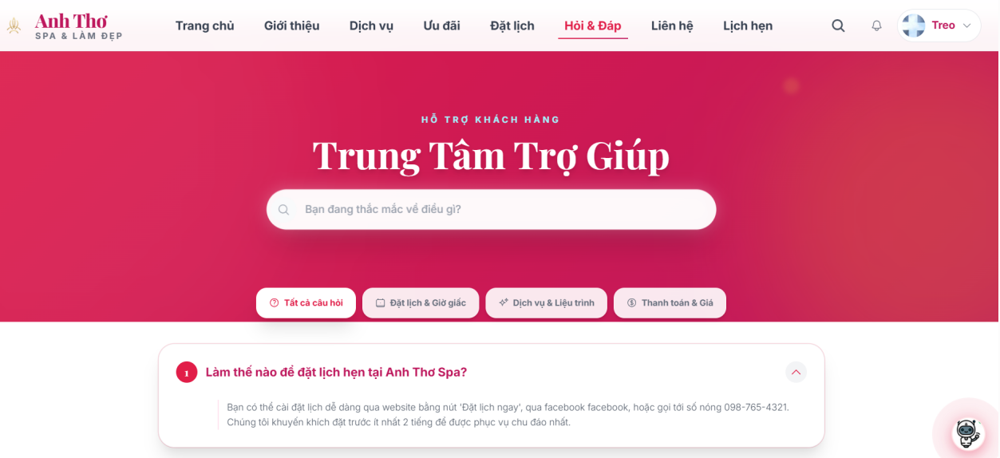 Anh Thơ
SPA & LÀM ĐẸP
Trang chủ
Giới thiệu
Dịch vụ
Ưu đãi
Đặt lịch
Hỏi & Đáp
Liên hệ
Lịch hẹn
Treo
HỖ TRỢ KHÁCH HÀNG
Trung Tâm Trợ Giúp
Bạn đang thắc mắc về điều gì?
Tất cả câu hỏi
Đặt lịch & Giờ giấc
Dịch vụ & Liệu trình
Thanh toán & Giá
1 Làm thế nào để đặt lịch hẹn tại Anh Thơ Spa?
Bạn có thể cài đặt lịch dễ dàng qua website bằng nút 'Đặt lịch ngay', qua facebook facebook, hoặc gọi tới số nóng 098-765-4321.
Chúng tôi khuyến khích đặt trước ít nhất 2 tiếng để được phục vụ chu đáo nhất.